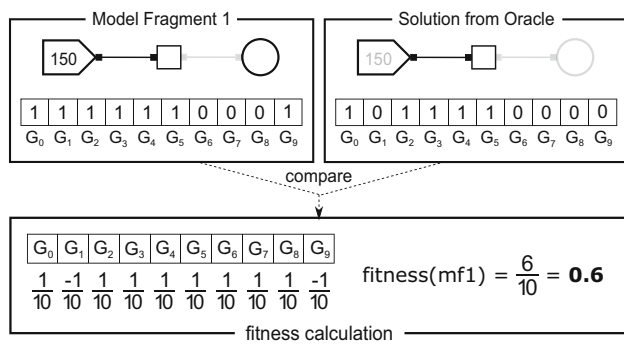 Model Fragment 1
150
1 1 1 1 1 1 0 0 0 1
G0 G1 G2 G3 G4 G5 G6 G7 G8 G9
Solution from Oracle
150
1 0 1 1 1 1 0 0 0 0
G0 G1 G2 G3 G4 G5 G6 G7 G8 G9
compare
G0 G1 G2 G3 G4 G5 G6 G7 G8 G9
1/10 -1/10 1/10 1/10 1/10 1/10 1/10 1/10 1/10 -1/10
fitness(mf1) = 6/10 = 0.6
fitness calculation